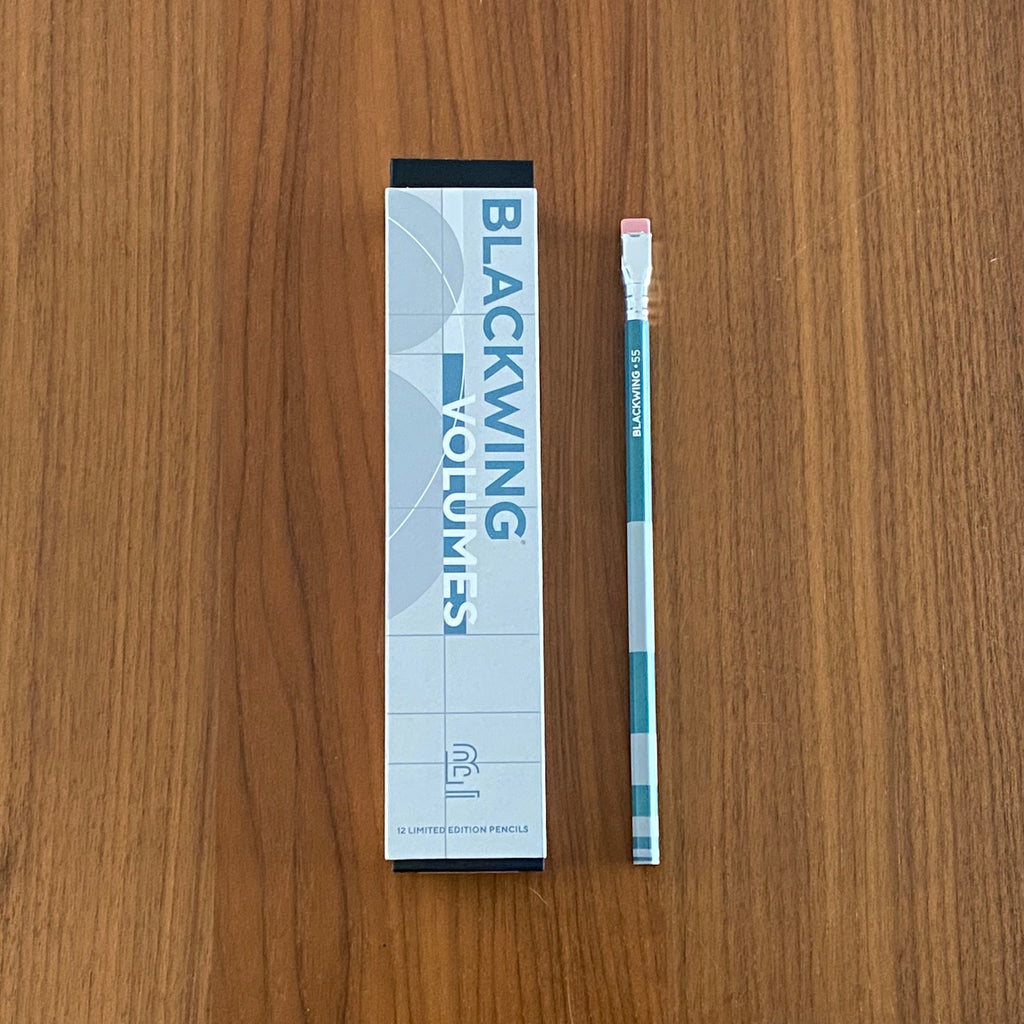 BLACKWING®
VOLUMES
12 LIMITED EDITION PENCILS
BLACKWING • 55